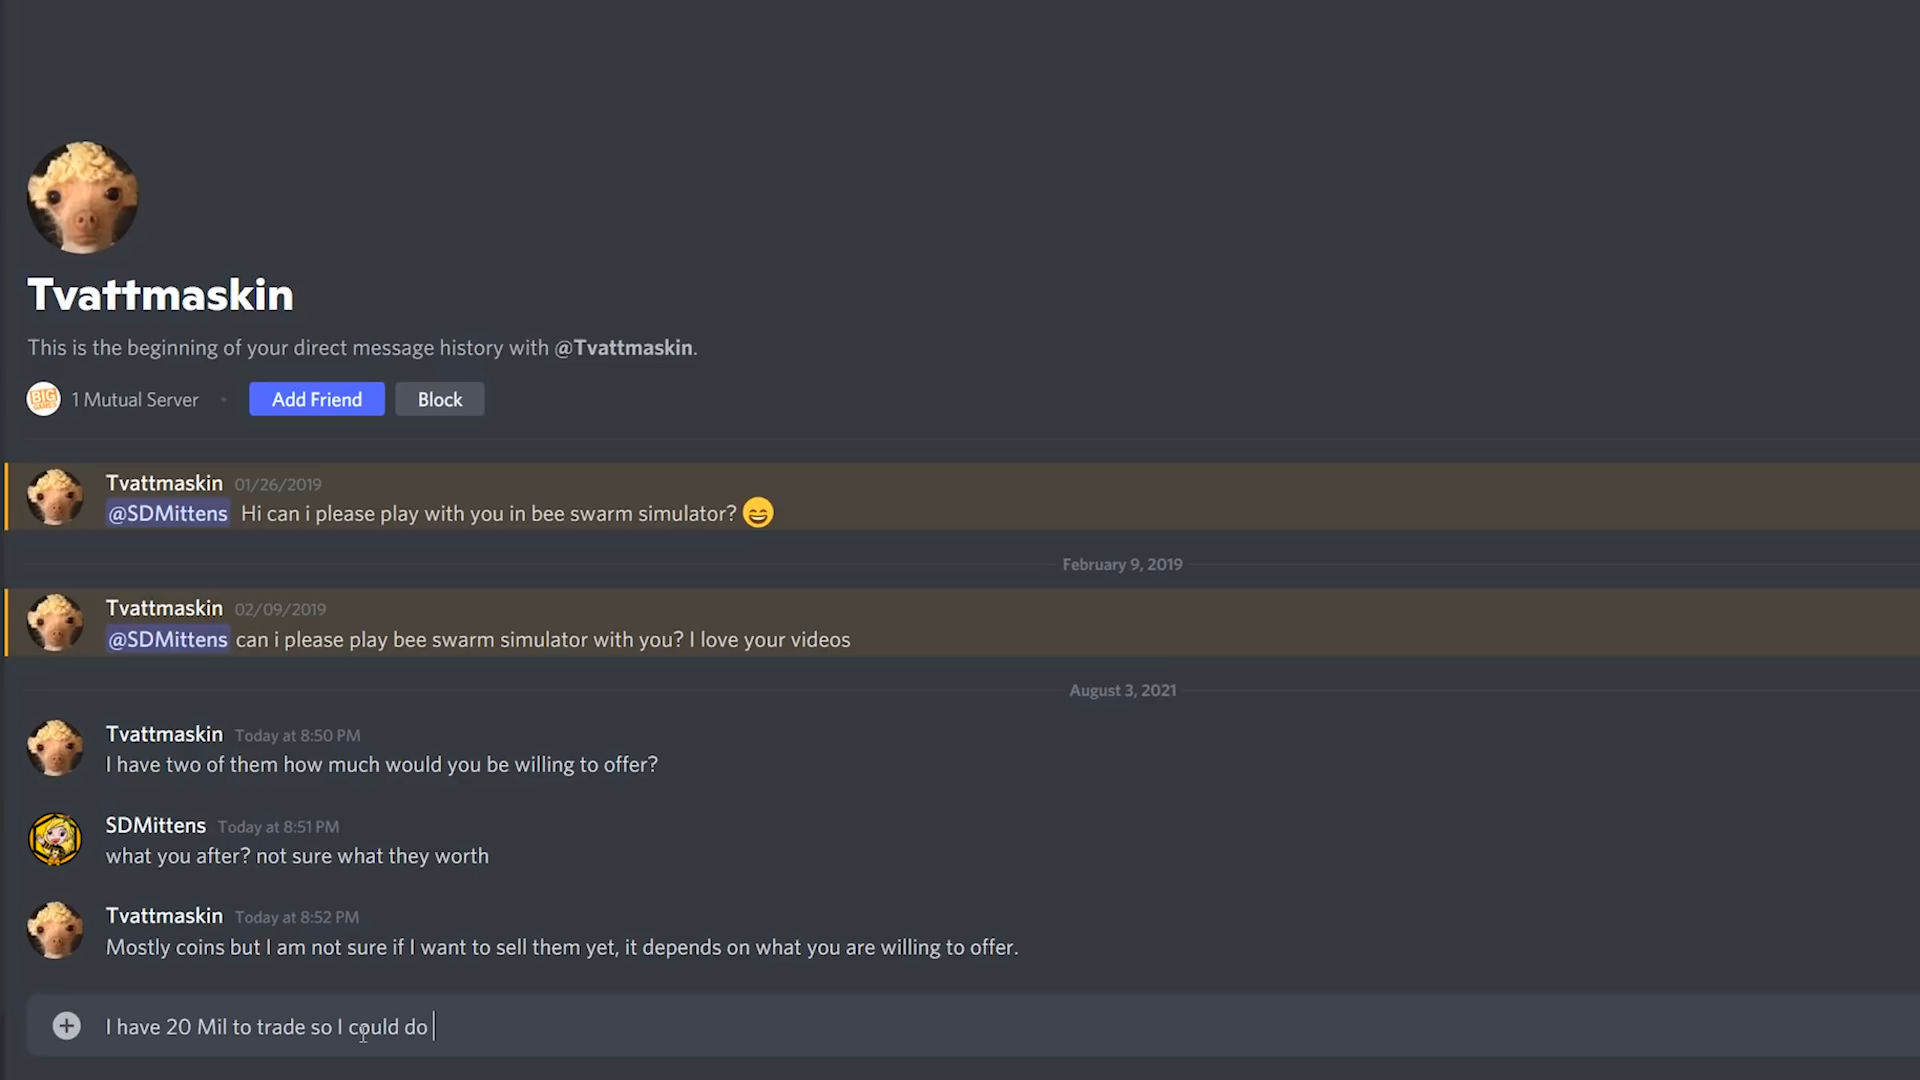 Tvattmaskin
This is the beginning of your direct message history with @Tvattmaskin.
BIG GAMES
1 Mutual Server
Add Friend
Block
Tvattmaskin 01/26/2019
@SDMittens Hi can i please play with you in bee swarm simulator? 😄
February 9, 2019
Tvattmaskin 02/09/2019
@SDMittens can i please play bee swarm simulator with you? I love your videos
August 3, 2021
Tvattmaskin Today at 8:50 PM
I have two of them how much would you be willing to offer?
SDMittens Today at 8:51 PM
what you after? not sure what they worth
Tvattmaskin Today at 8:52 PM
Mostly coins but I am not sure if I want to sell them yet, it depends on what you are willing to offer.
I have 20 Mil to trade so I could do